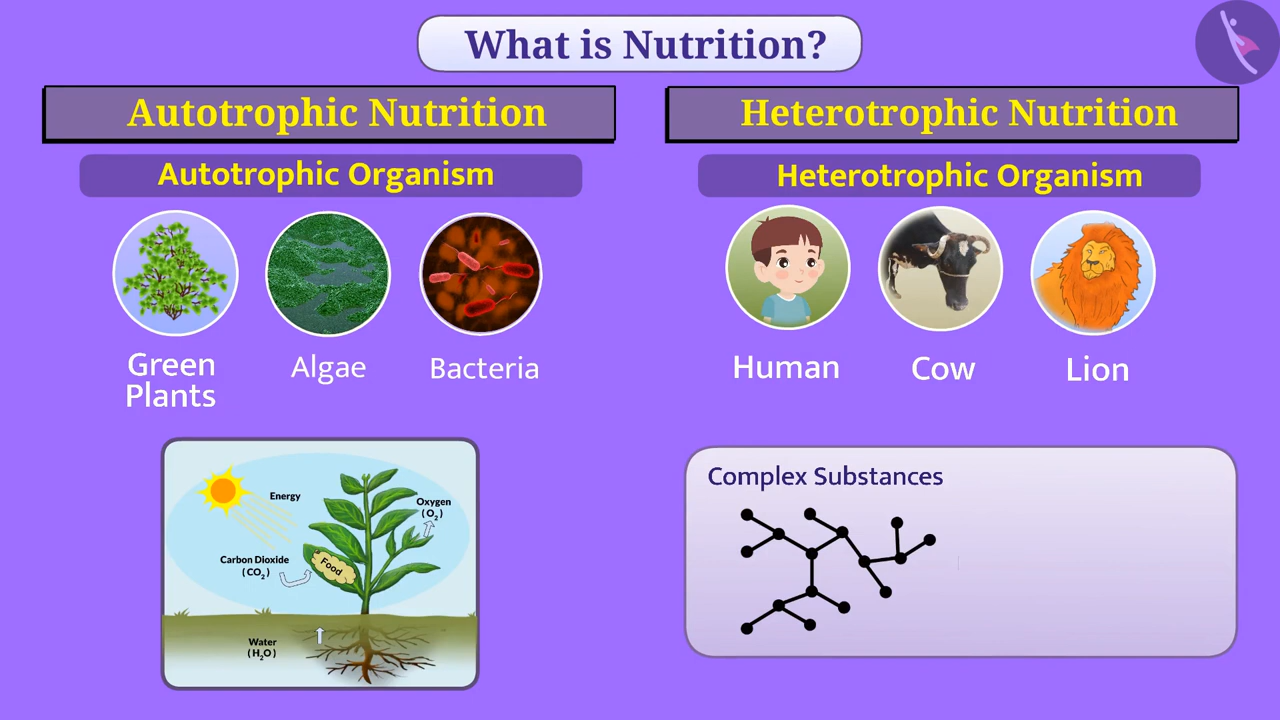 What is Nutrition?
Autotrophic Nutrition
Autotrophic Organism
Green
Plants
Algae
Bacteria
Energy
Oxygen
(O₂)
Carbon Dioxide
(CO₂)
Food
Water
(H₂O)
Heterotrophic Nutrition
Heterotrophic Organism
Human
Cow
Lion
Complex Substances